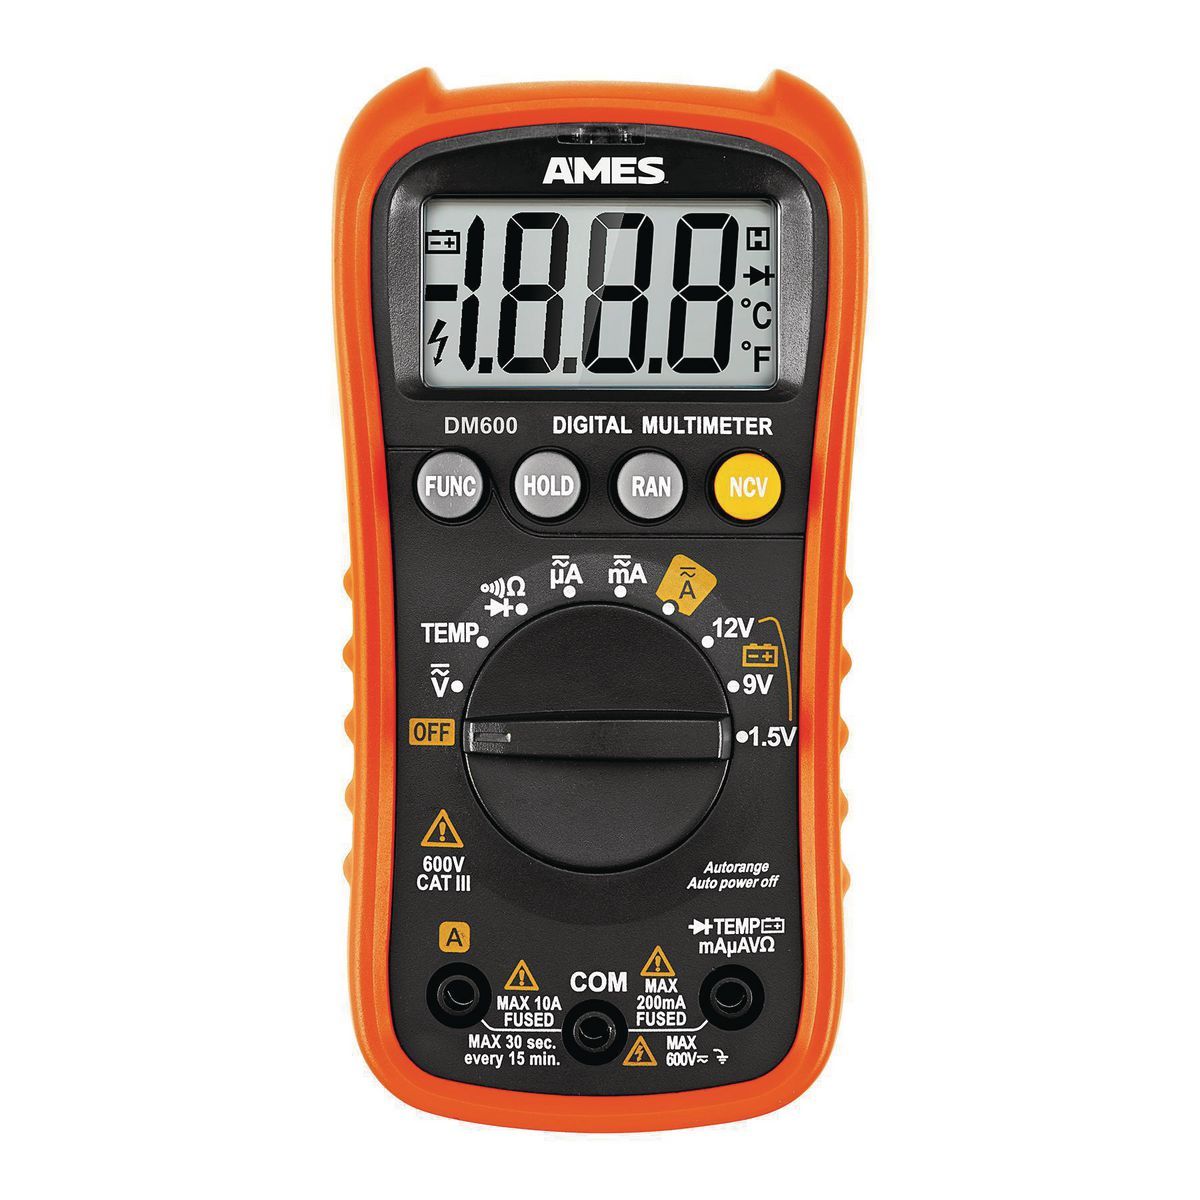 AMES
-1.8.8.8
H
°C
°F
DM600 DIGITAL MULTIMETER
FUNC HOLD RAN NCV
Ω
μA
mA
A
TEMP
V
OFF
12V
9V
1.5V
600V
CAT III
Autorange
Auto power off
A
TEMP
mAμAVΩ
COM
MAX 10A
FUSED
MAX
200mA
FUSED
MAX 30 sec.
every 15 min.
MAX
600V